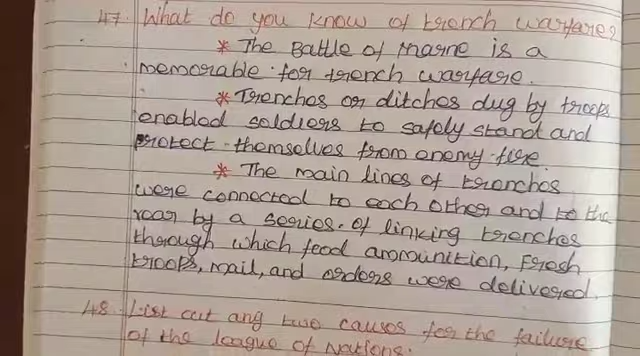 47. What do you know of trench warfare?
* The Battle of Marne is a
memorable for trench warfare.
* Trenches or ditches dug by troops
enabled soldiers to safely stand and
protect themselves from enemy fire
* The main lines of trenches
were connected to each other and to the
rear by a series of linking trenches
through which food ammunition, Fresh
troops, mail, and orders were delivered.
48. List out any two causes for the failure
of the league of Nations.